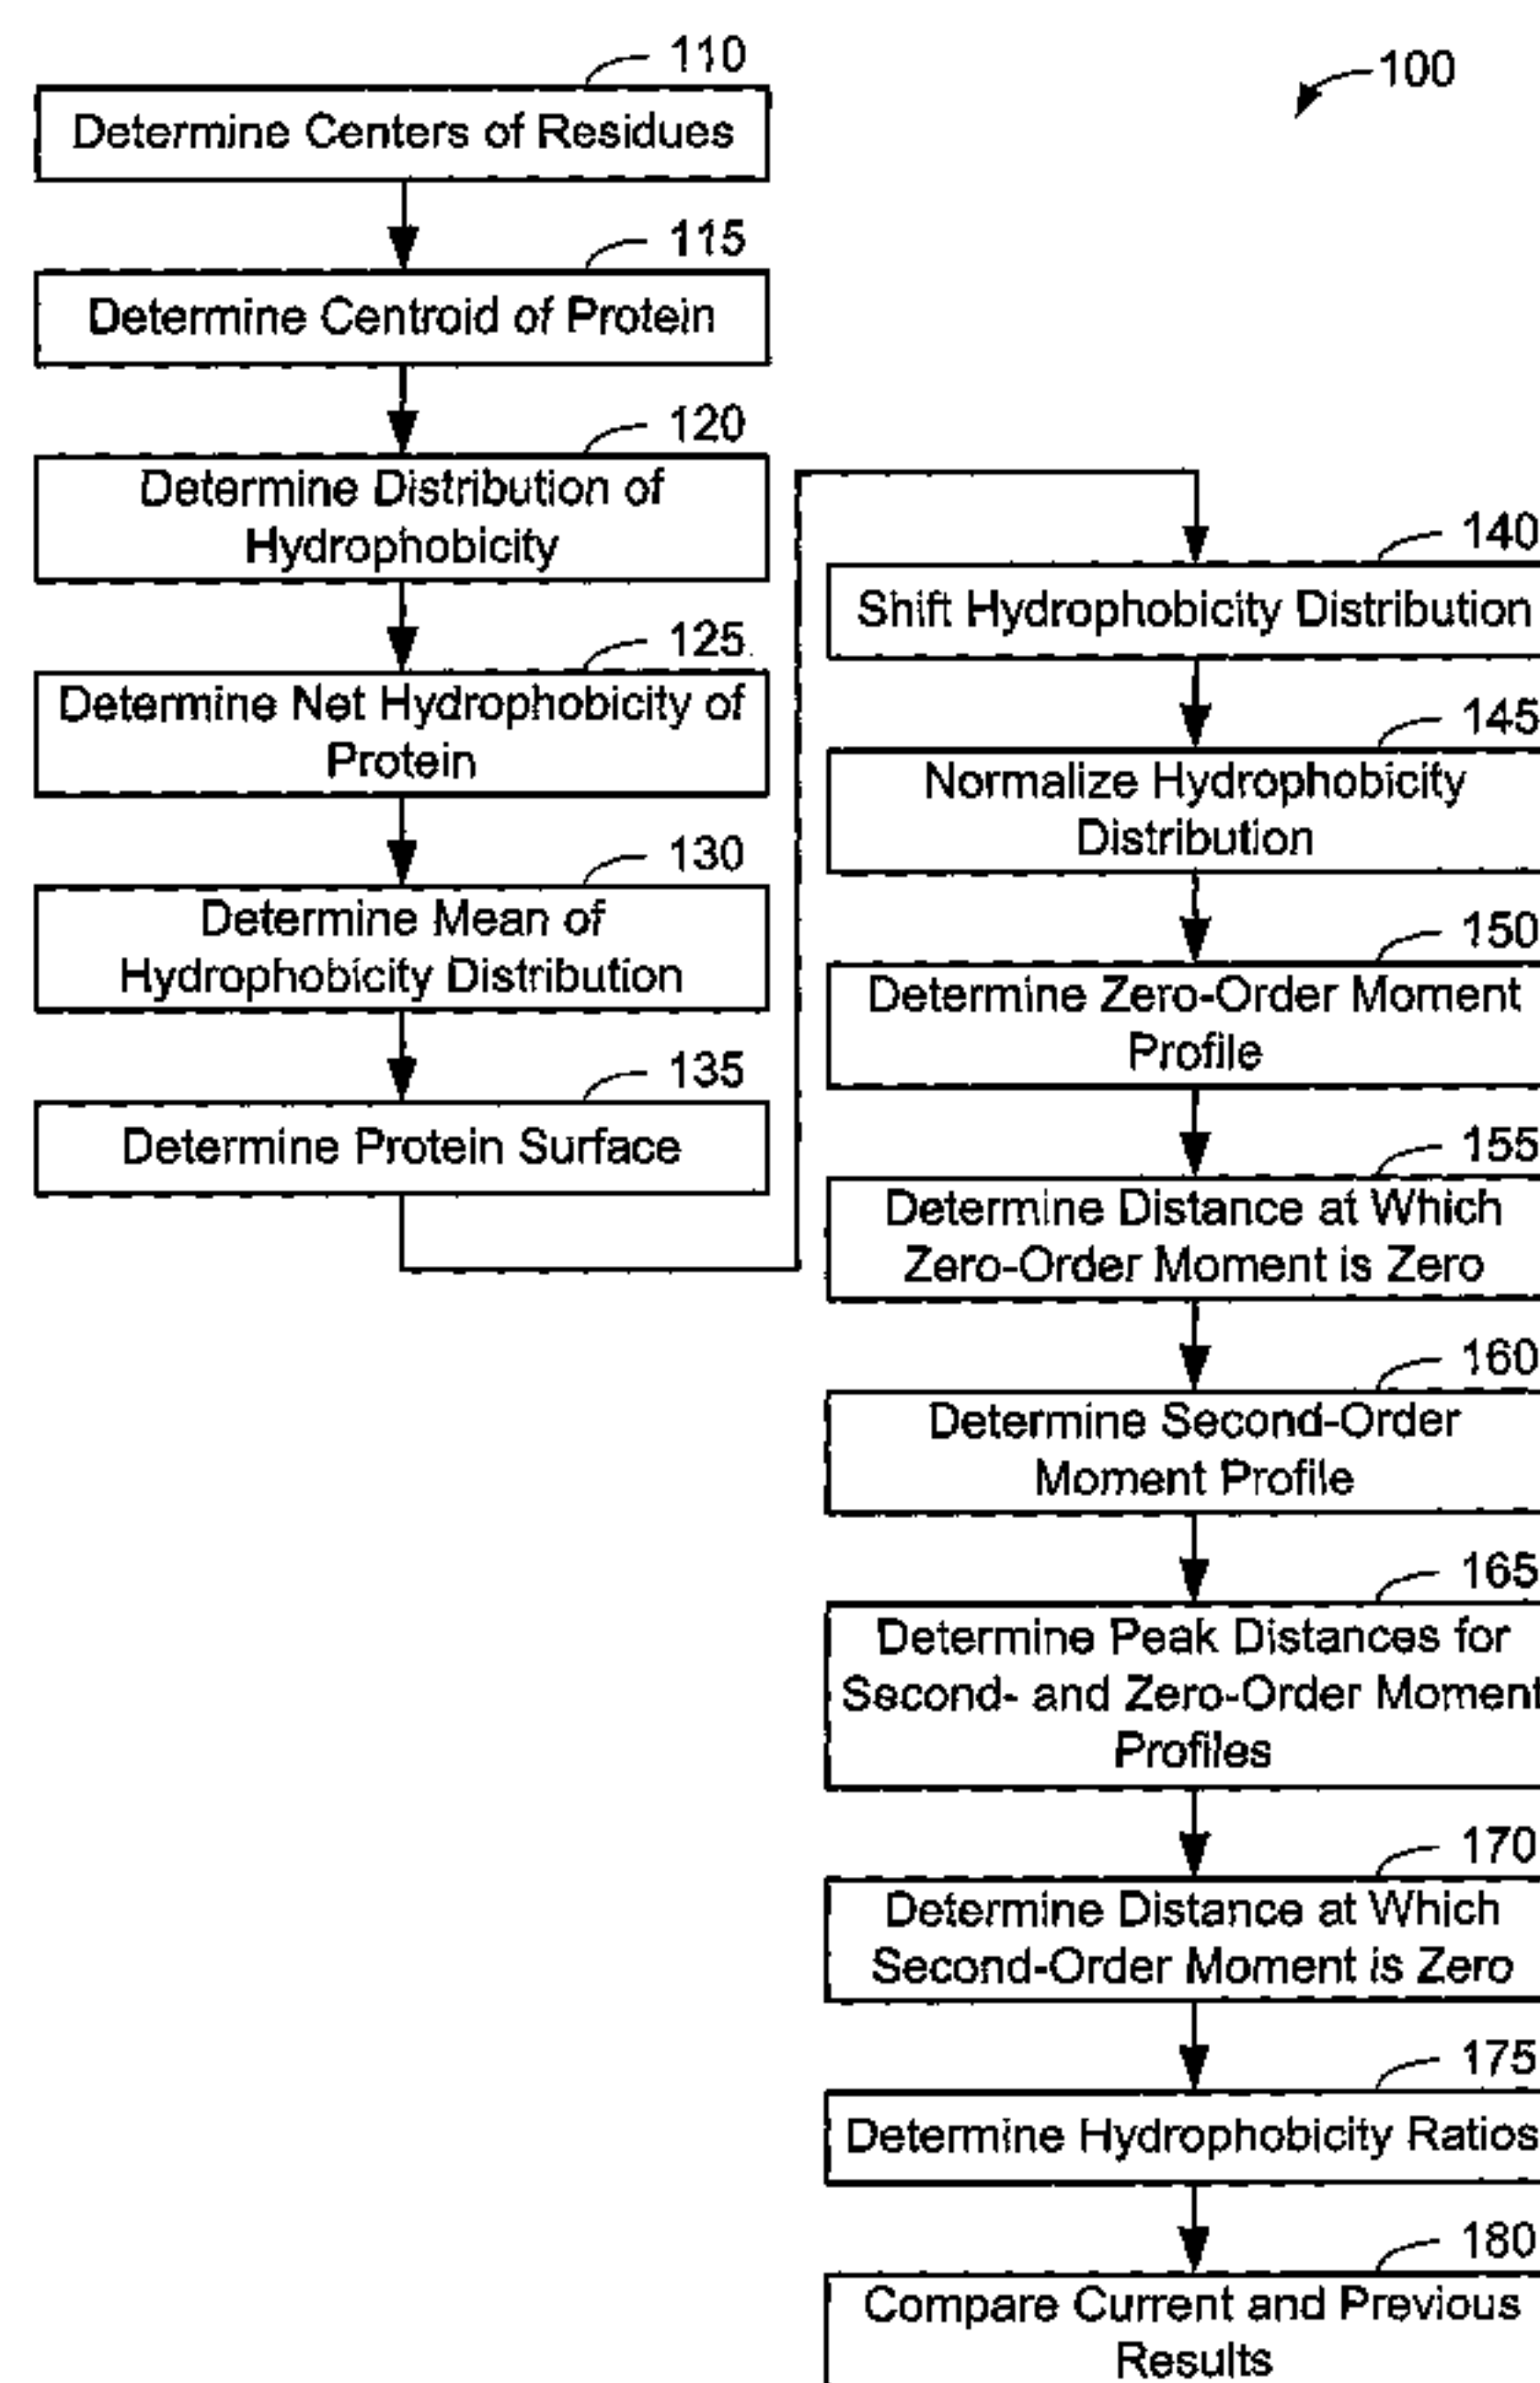 100
110
Determine Centers of Residues
115
Determine Centroid of Protein
120
Determine Distribution of
Hydrophobicity
125
Determine Net Hydrophobicity of
Protein
130
Determine Mean of
Hydrophobicity Distribution
135
Determine Protein Surface
140
Shift Hydrophobicity Distribution
145
Normalize Hydrophobicity
Distribution
150
Determine Zero-Order Moment
Profile
155
Determine Distance at Which
Zero-Order Moment is Zero
160
Determine Second-Order
Moment Profile
165
Determine Peak Distances for
Second- and Zero-Order Moment
Profiles
170
Determine Distance at Which
Second-Order Moment is Zero
175
Determine Hydrophobicity Ratios
180
Compare Current and Previous
Results